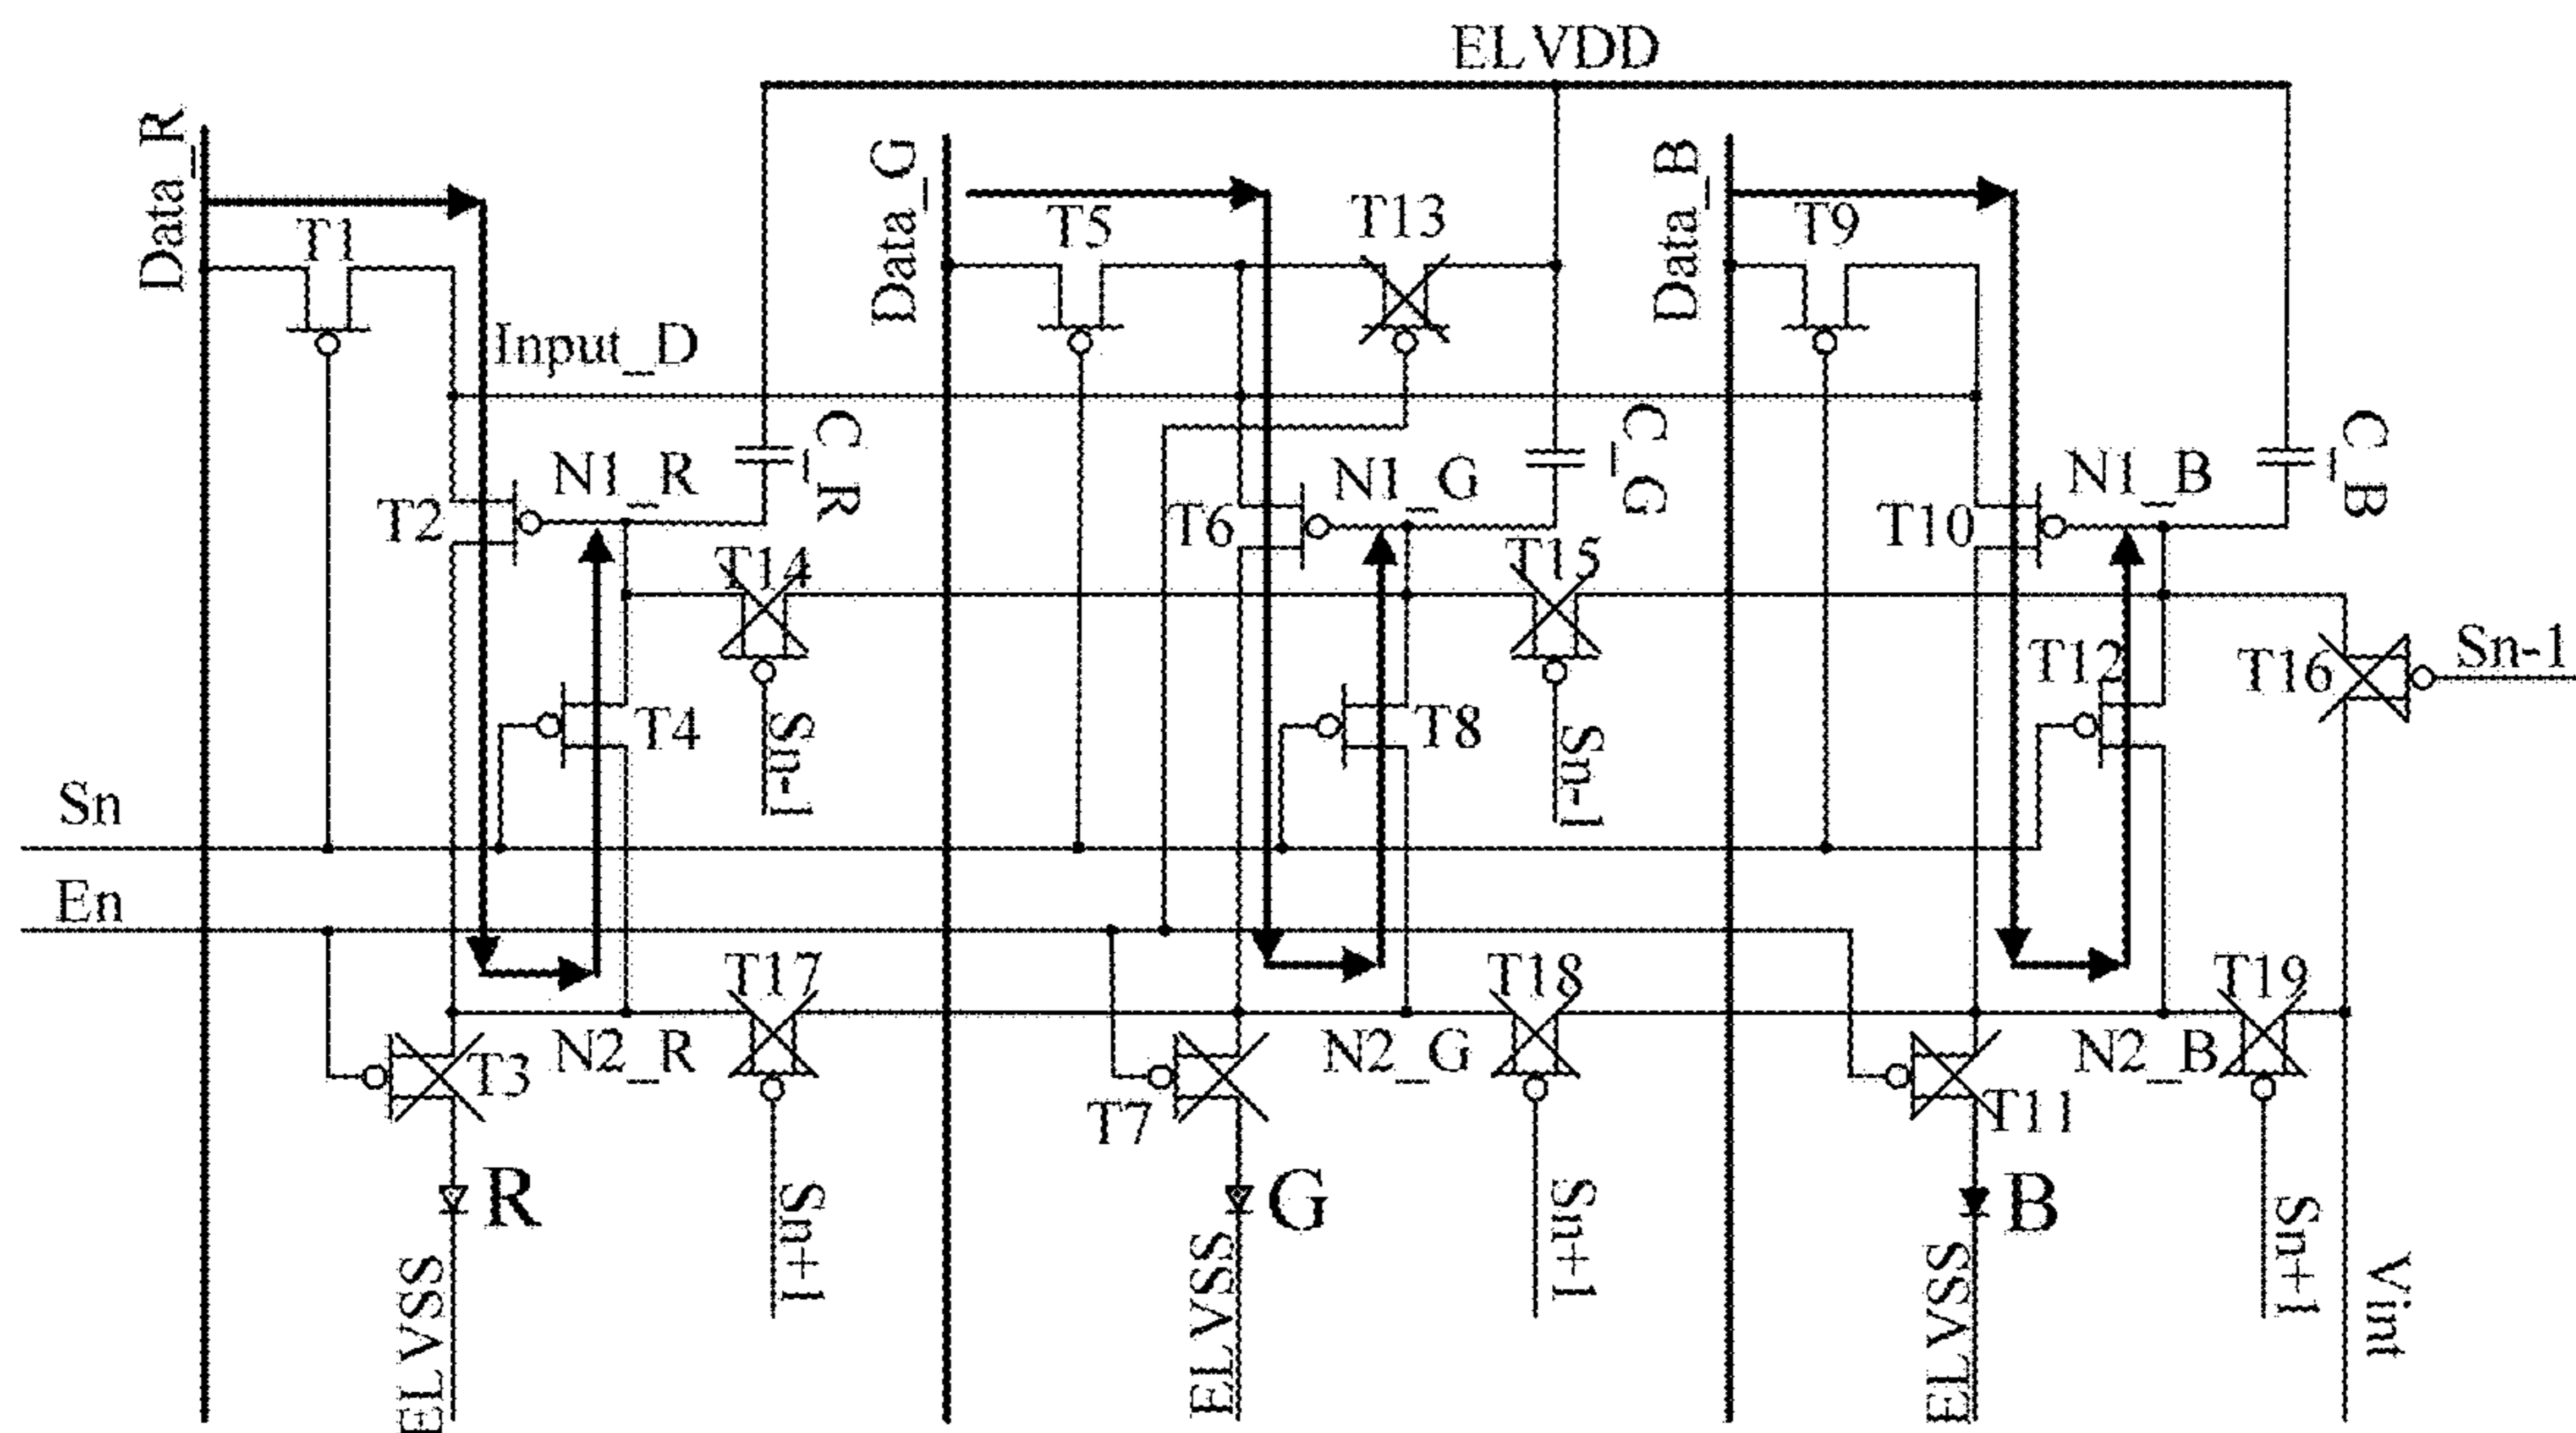 ELVDD
Data_R
Data_G
Data_B
T1
T5
T13
T9
Input_D
C_R
C_G
C_B
N1_R
N1_G
N1_B
T2
T6
T10
T14
T15
T12
T16
Sn-1
T4
T8
Sn-1
Sn-1
Sn
En
T17
T18
T19
N2_R
N2_G
N2_B
T3
T7
T11
R
G
B
Sn+1
Sn+1
Sn+1
ELVSS
ELVSS
ELVSS
Vint